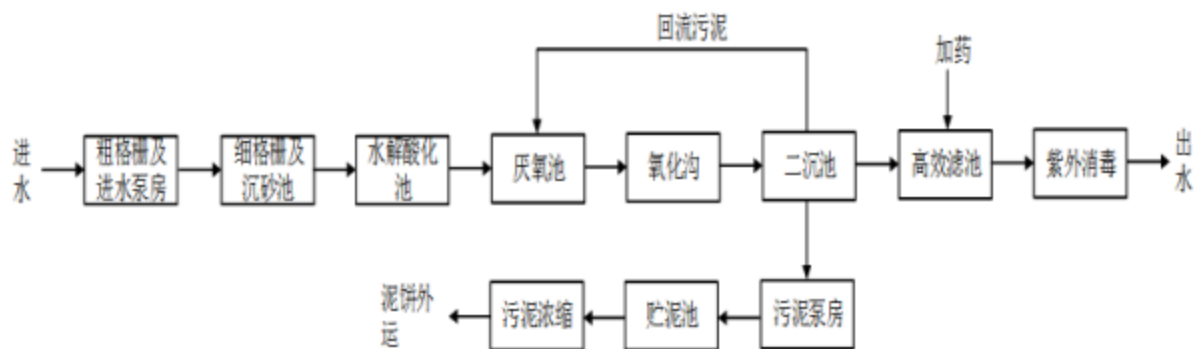 回流污泥
加药
进
水
粗格栅及
进水泵房
细格栅及
沉砂池
水解酸化
池
厌氧池
氧化沟
二沉池
高效滤池
紫外消毒
出
水
泥饼外
运
污泥浓缩
贮泥池
污泥泵房